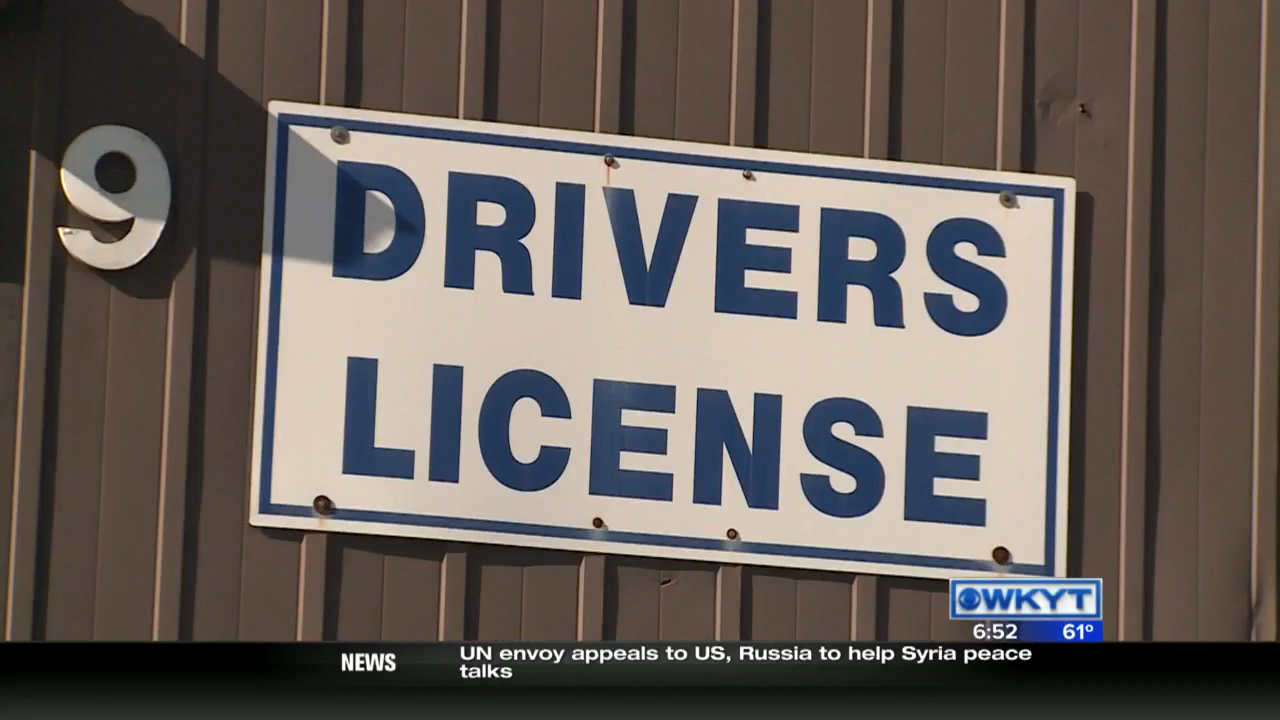 9
DRIVERS
LICENSE
WKYT
6:52 61°
NEWS
UN envoy appeals to US, Russia to help Syria peace
talks